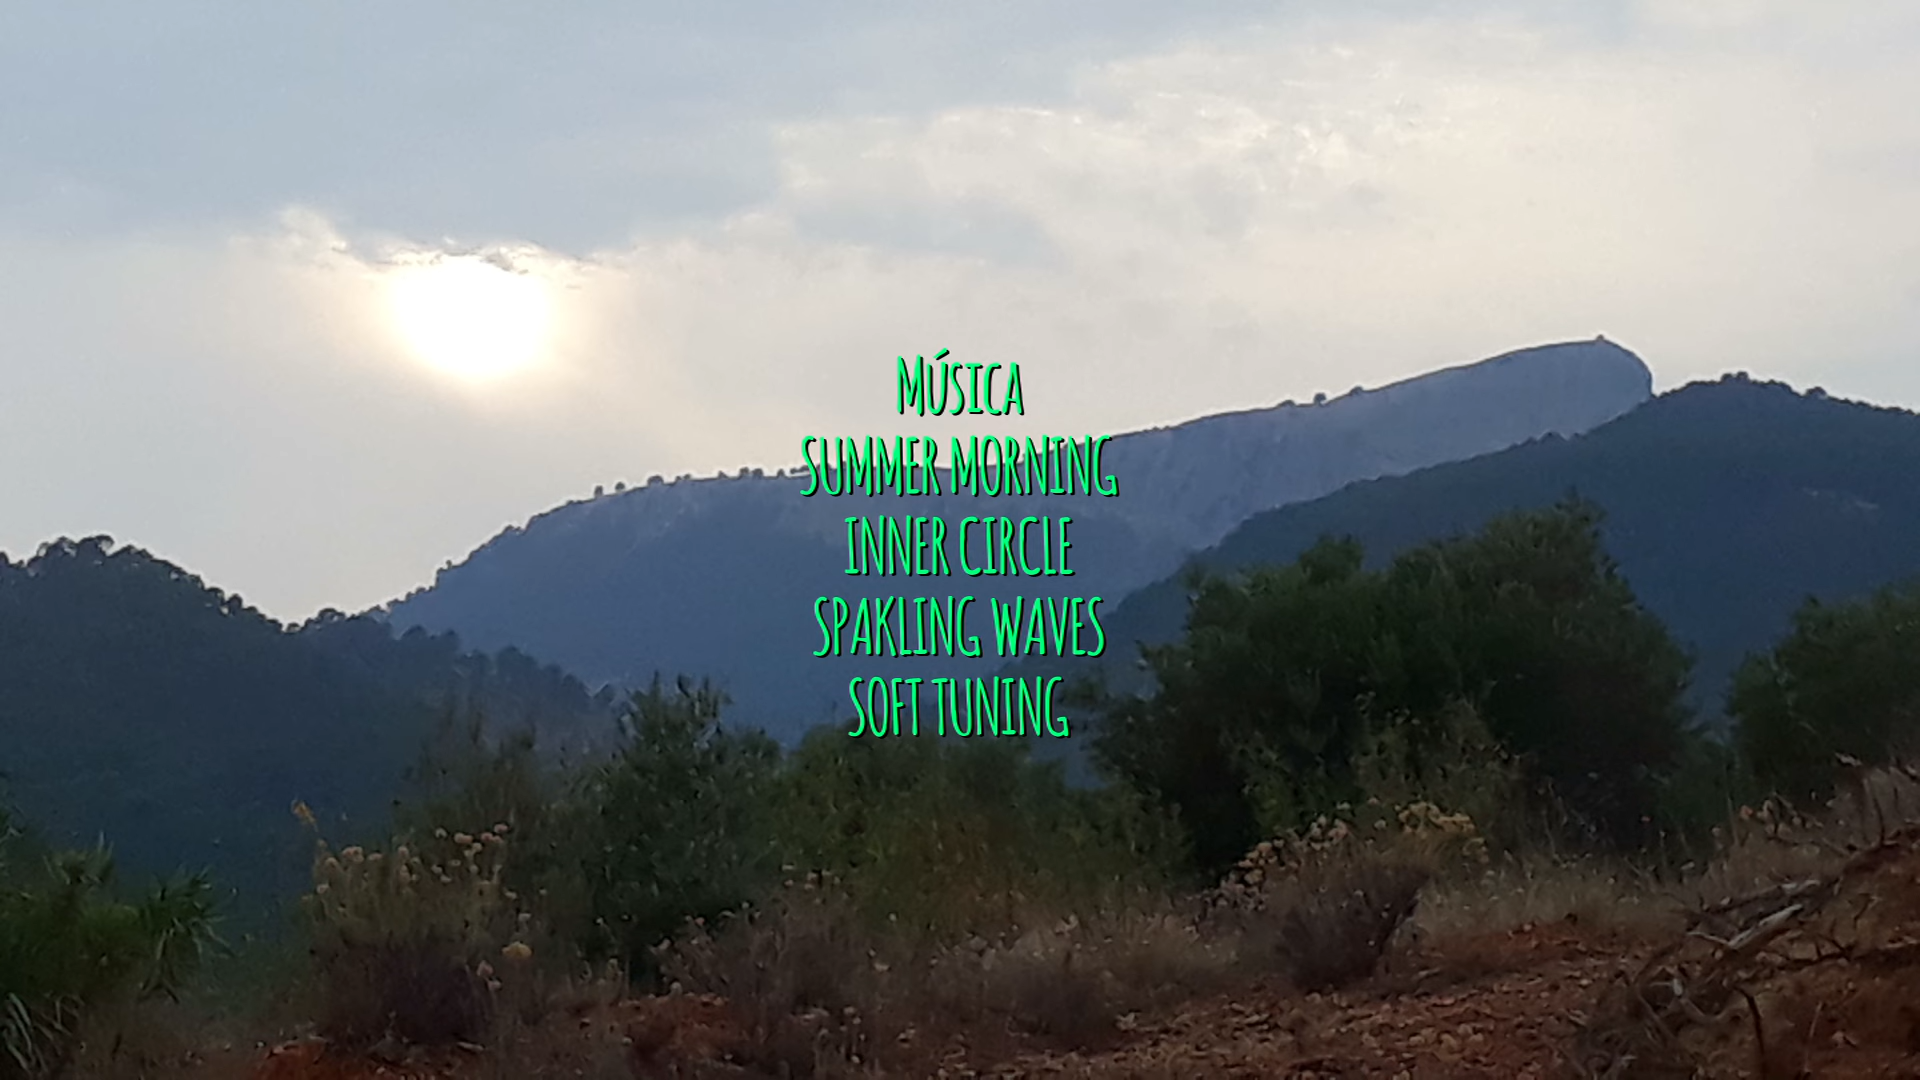 Música
SUMMER MORNING
INNER CIRCLE
SPAKLING WAVES
SOFT TUNING